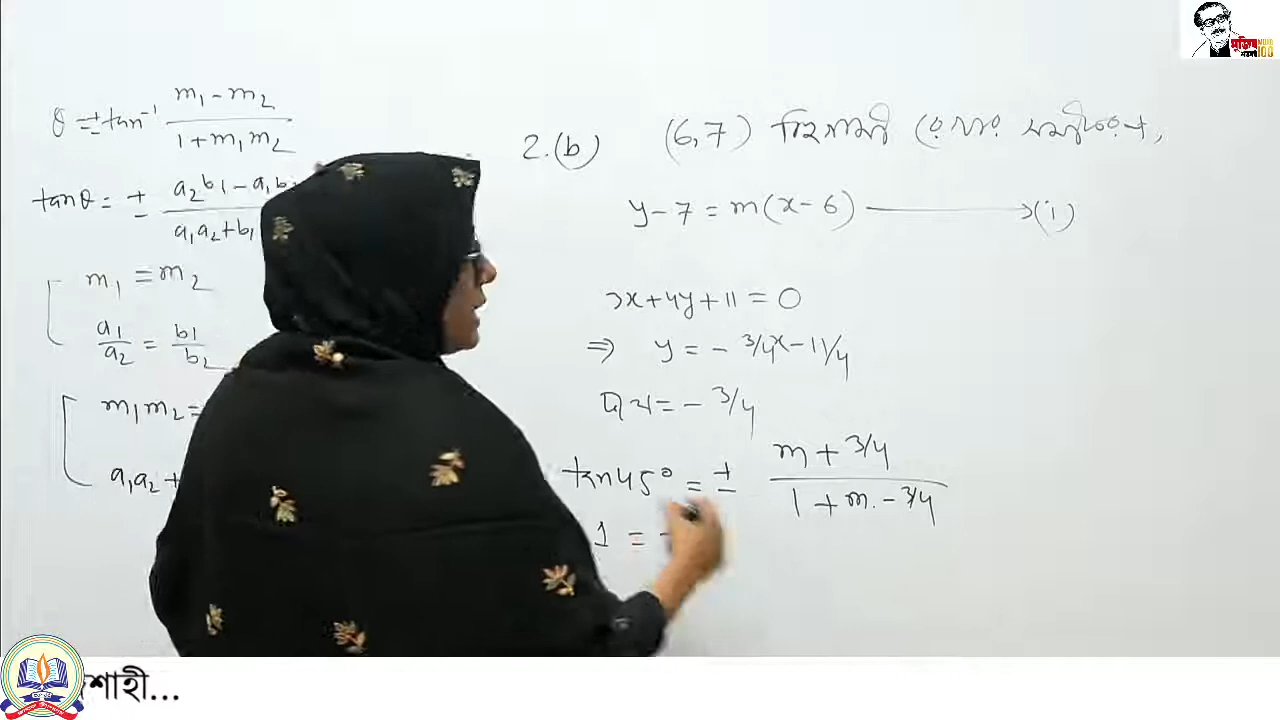 θ = ± tan⁻¹ (m₁ - m₂)/(1 + m₁m₂)
tanθ = ± (a₂b₁ - a₁b)/(a₁a₂ + b₁
m₁ = m₂
a₁/a₂ = b₁/b₂
m₁m₂ =
a₁a₂ +
2.(b) (6,7) বিন্দুগামী রেখার সমীকরণ,
y - 7 = m(x - 6) ⟶ (i)
3x + 4y + 11 = 0
⇒ y = - 3/4x - 11/4
ঢাল = - 3/4
tan45° = ± (m + 3/4)/(1 + m. - 3/4)
1 =
মুজিব
100
শাহী...